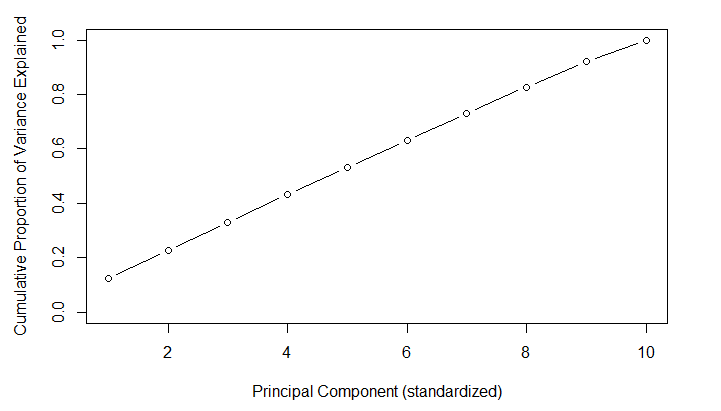 Cumulative Proportion of Variance Explained
1.0
0.8
0.6
0.4
0.2
0.0
2 4 6 8 10
Principal Component (standardized)